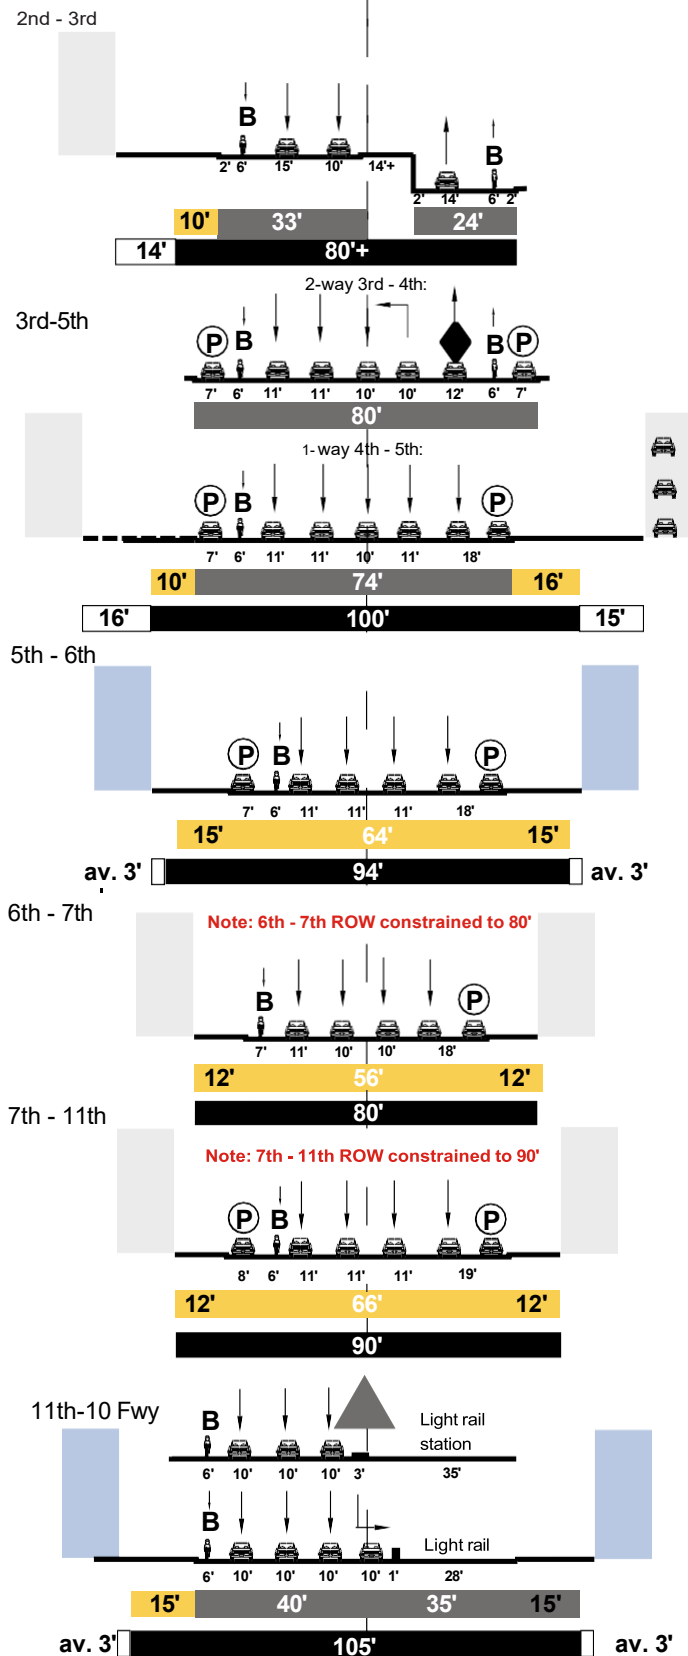 2nd - 3rd
B
B
2' 6' 15' 10' 14'+
2' 14' 6' 2'
10' 33' 24'
14' 80'+
2-way 3rd - 4th:
3rd-5th
P B B P
7' 6' 11' 11' 10' 10' 12' 6' 7'
80'
1-way 4th - 5th:
P B P
7' 6' 11' 11' 10' 11' 18'
10' 74' 16'
16' 100' 15'
5th - 6th
P B P
7' 6' 11' 11' 11' 18'
15' 64' 15'
av. 3' 94' av. 3'
6th - 7th
Note: 6th - 7th ROW constrained to 80'
B P
7' 11' 10' 10' 18'
12' 56' 12'
80'
7th - 11th
Note: 7th - 11th ROW constrained to 90'
P B P
8' 6' 11' 11' 11' 19'
12' 66' 12'
90'
11th-10 Fwy
B Light rail
station
6' 10' 10' 10' 3' 35'
B Light rail
6' 10' 10' 10' 10' 1' 28'
15' 40' 35' 15'
av. 3' 105' av. 3'